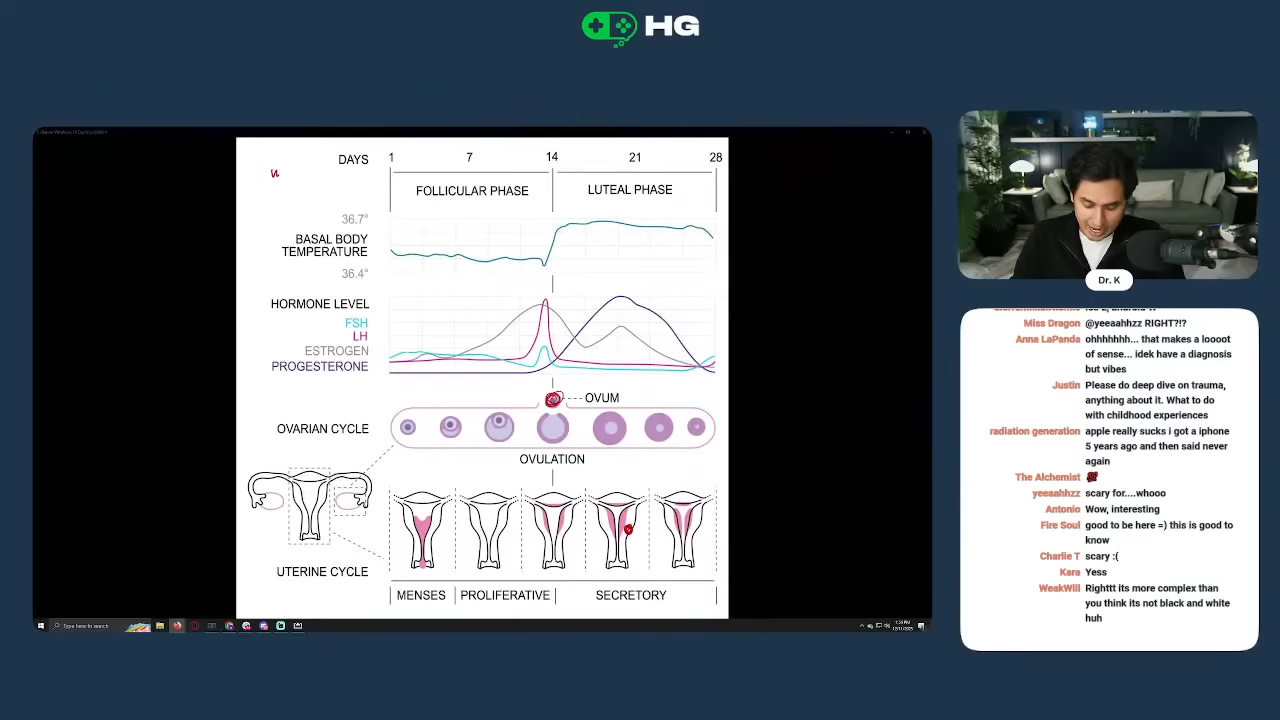 HG
DAYS 1 7 14 21 28
FOLLICULAR PHASE LUTEAL PHASE
36.7°
BASAL BODY
TEMPERATURE
36.4°
HORMONE LEVEL
FSH
LH
ESTROGEN
PROGESTERONE
OVUM
OVARIAN CYCLE
OVULATION
UTERINE CYCLE
MENSES PROLIFERATIVE SECRETORY
Type here to search
Dr. K
Miss Dragon @yeeaahhzz RIGHT?!?
Anna LaPanda ohhhhhhh... that makes a loooot
of sense... idek have a diagnosis
but vibes
Justin Please do deep dive on trauma,
anything about it. What to do
with childhood experiences
radiation generation apple really sucks i got a iphone
5 years ago and then said never
again
The Alchemist
yeeaahhzz scary for....whooo
Antonio Wow, interesting
Fire Soul good to be here =) this is good to
know
Charlie T scary :(
Kara Yess
WeakWill Righttt its more complex than
you think its not black and white
huh